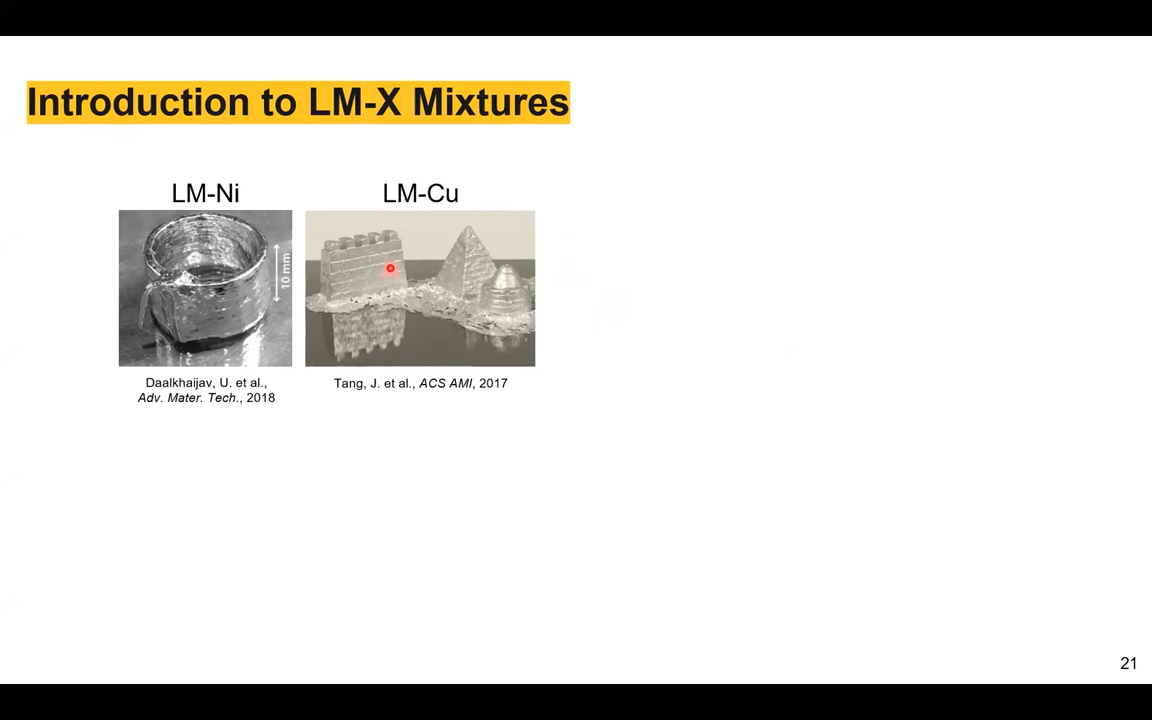 Introduction to LM-X Mixtures
LM-Ni
LM-Cu
10 mm
Daalkhaijav, U. et al.,
Adv. Mater. Tech., 2018
Tang, J. et al., ACS AMI, 2017
21